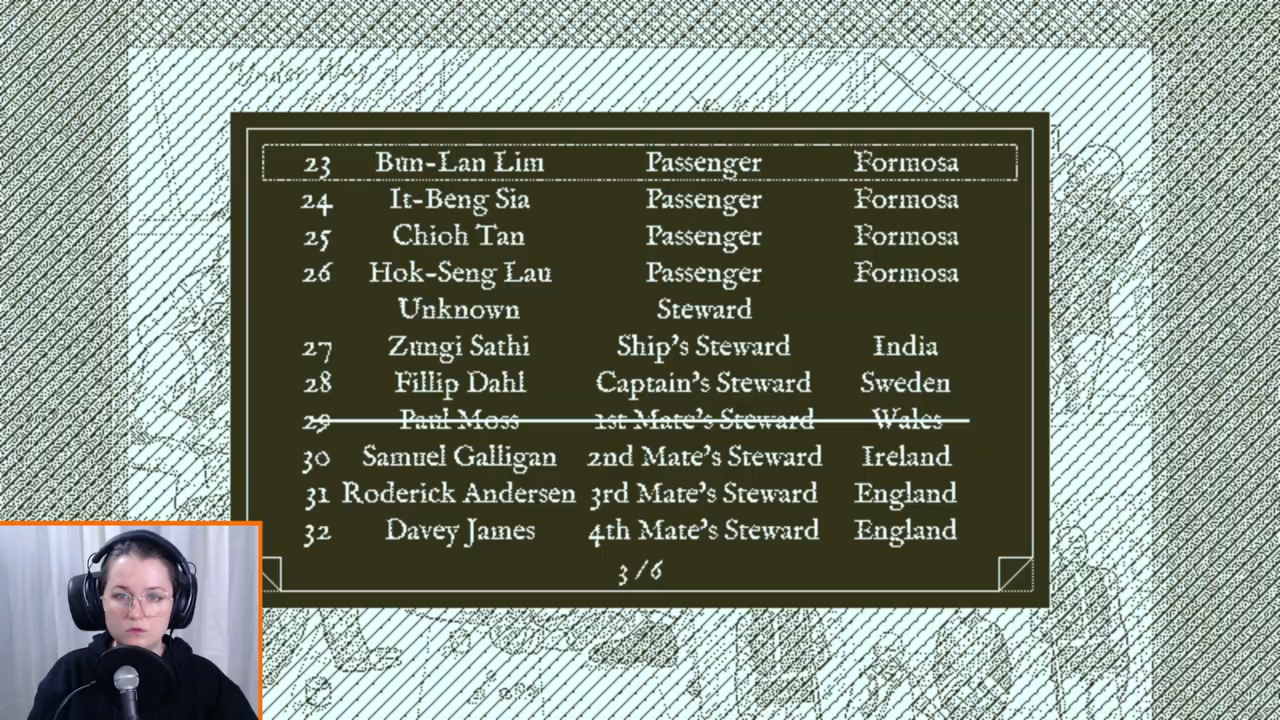 Under Way
23 Bun-Lan Lim Passenger Formosa
24 It-Beng Sia Passenger Formosa
25 Chioh Tan Passenger Formosa
26 Hok-Seng Lau Passenger Formosa
Unknown Steward
27 Zungi Sathi Ship's Steward India
28 Fillip Dahl Captain's Steward Sweden
29 Paul Moss 1st Mate's Steward Wales
30 Samuel Galligan 2nd Mate's Steward Ireland
31 Roderick Andersen 3rd Mate's Steward England
32 Davey James 4th Mate's Steward England
3/6